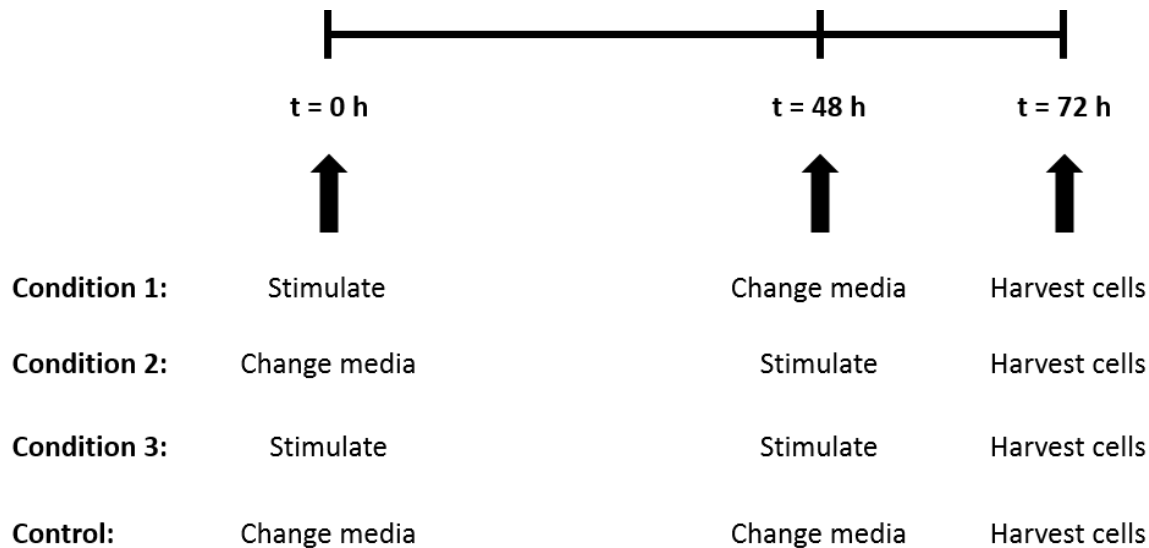 t = 0 h t = 48 h t = 72 h
Condition 1: Stimulate Change media Harvest cells
Condition 2: Change media Stimulate Harvest cells
Condition 3: Stimulate Stimulate Harvest cells
Control: Change media Change media Harvest cells